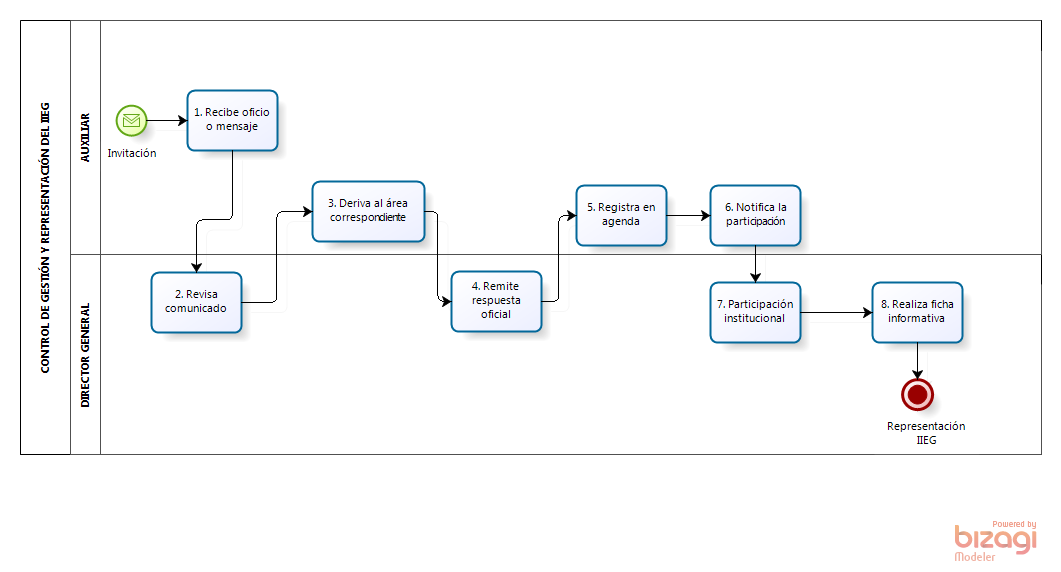 CONTROL DE GESTIÓN Y REPRESENTACIÓN DEL IIEG
AUXILIAR
Invitación
1. Recibe oficio
o mensaje
2. Revisa
comunicado
3. Deriva al área
correspondiente
4. Remite
respuesta
oficial
5. Registra en
agenda
6. Notifica la
participación
DIRECTOR GENERAL
7. Participación
institucional
8. Realiza ficha
informativa
Representación
IIEG
Powered by
bizagi
Modeler